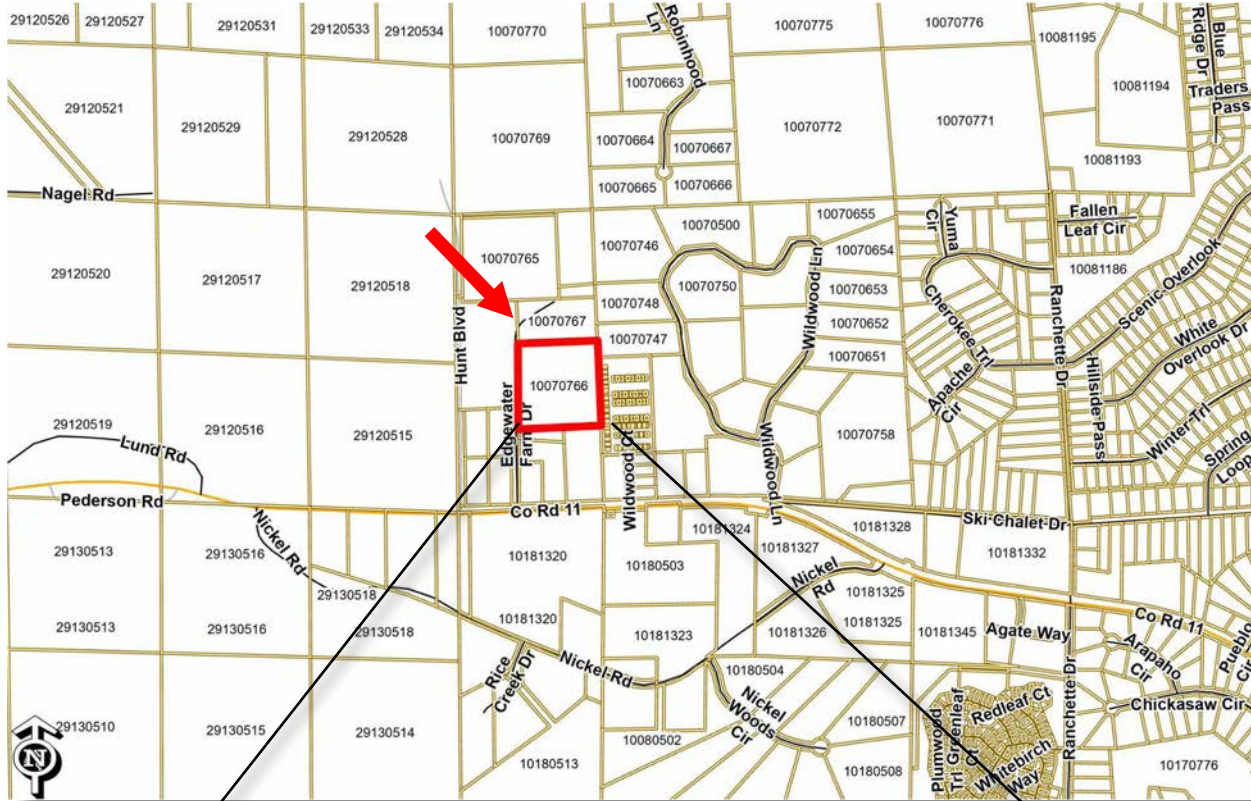 29120526
29120527
29120531
29120533
29120534
10070770
Robinhood
Ln
10070775
10070776
10081195
Blue
Ridge Dr
29120521
29120529
29120528
10070769
10070663
10070664
10070667
10070772
10070771
10081194
Traders
Pass
10081193
Nagel Rd
10070665
10070666
10070500
10070655
Yuma
Cir
Fallen
Leaf Cir
29120520
29120517
29120518
10070765
10070746
10070654
10081186
Scenic Overlook
10070750
10070653
10070748
Wildwood Ln
10070652
Cherokee Trl
Ranchette Dr
White
Overlook Dr
Hunt Blvd
10070767
10070747
10070651
Apache
Cir
Hillside Pass
10070766
Edgewater
Farm Dr
29120519
Lund Rd
29120516
29120515
10070758
Winter Trl
Spring
Loop
Wildwood Ct
Wildwood Ln
Pederson Rd
Co Rd 11
10181324
10181328
Ski Chalet Dr
Nickel Rd
29130513
29130516
10181320
10180503
10181327
10181332
29130518
Nickel
Rd
10181325
Co Rd 11
29130513
29130516
29130518
10181320
10181323
10181326
10181325
10181345
Agate Way
Arapaho
Cir
Pueblo
Cir
Rice
Creek Dr
Nickel Rd
10180504
Nickel
Woods
Cir
Redleaf Ct
Chickasaw Cir
29130510
29130515
29130514
10080502
10180507
Plumwood
Trl
Greenleaf
Ct
Whitebirch
Way
Ranchette Dr
10180513
10180508
10170776
N